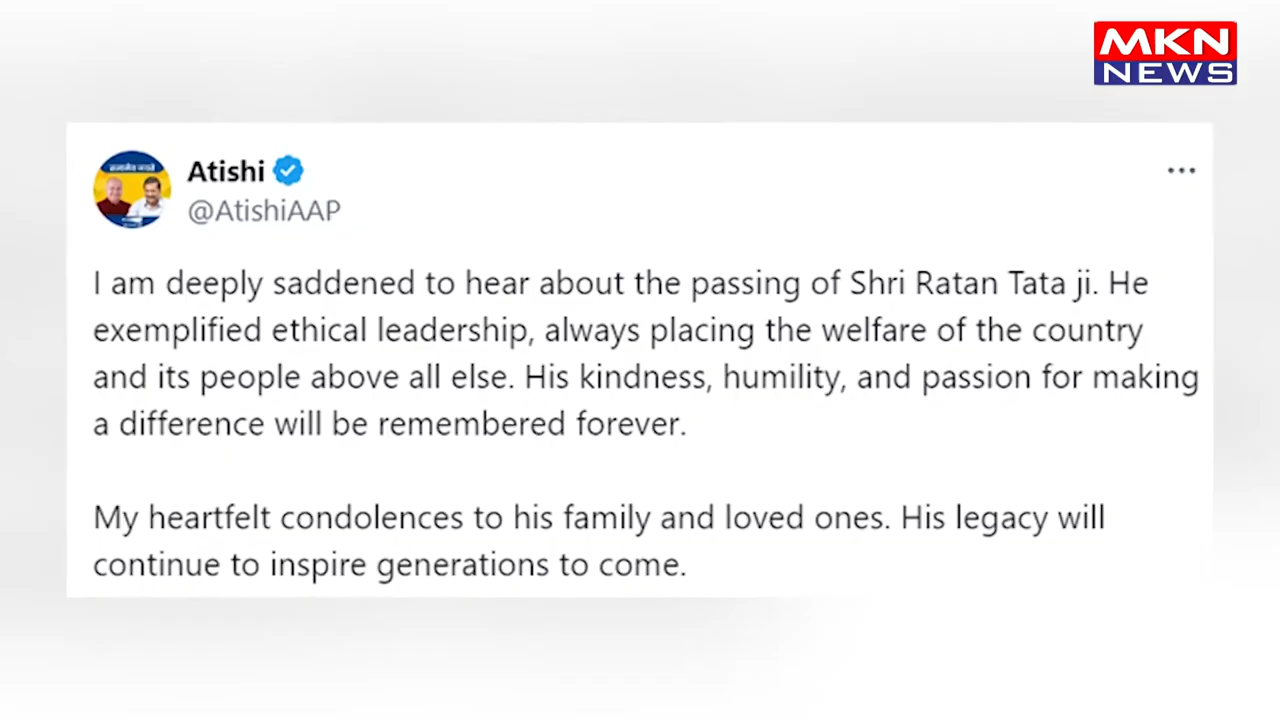 MKN
NEWS
Atishi
@AtishiAAP
I am deeply saddened to hear about the passing of Shri Ratan Tata ji. He
exemplified ethical leadership, always placing the welfare of the country
and its people above all else. His kindness, humility, and passion for making
a difference will be remembered forever.
My heartfelt condolences to his family and loved ones. His legacy will
continue to inspire generations to come.